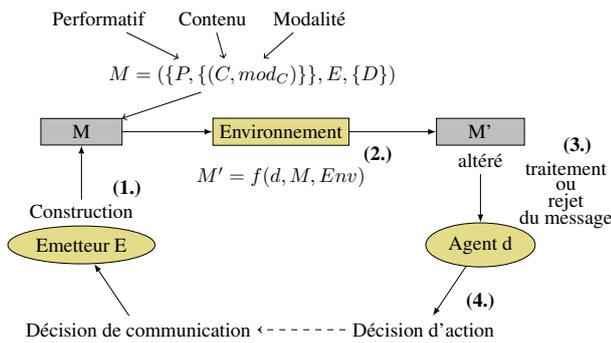 Performatif Contenu Modalité
M = ({P, {(C, mod_C)}}, E, {D})
M Environnement M'
(2.)
altéré
(3.)
traitement
ou
rejet
du message
M′ = f(d, M, Env)
(1.)
Construction
Emetteur E
Agent d
(4.)
Décision de communication Décision d'action